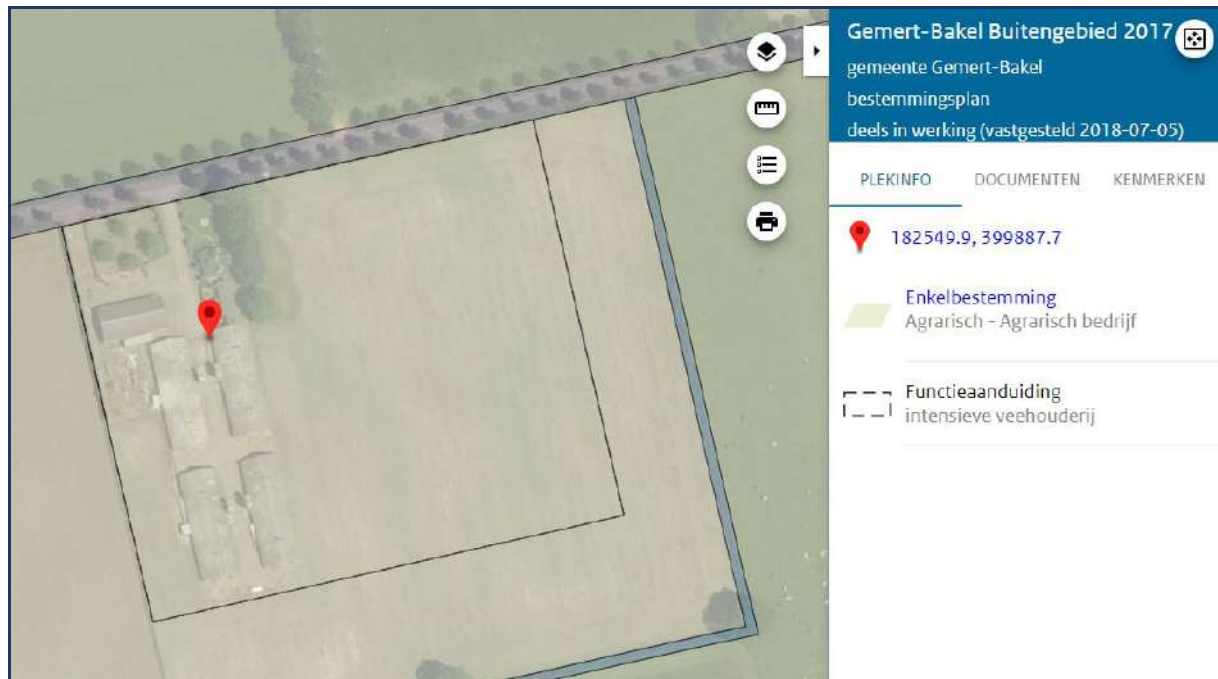 Gemert-Bakel Buitengebied 2017
gemeente Gemert-Bakel
bestemmingsplan
deels in werking (vastgesteld 2018-07-05)
PLEKINFO DOCUMENTEN KENMERKEN
182549.9, 399887.7
Enkelbestemming
Agrarisch - Agrarisch bedrijf
Functieaanduiding
intensieve veehouderij